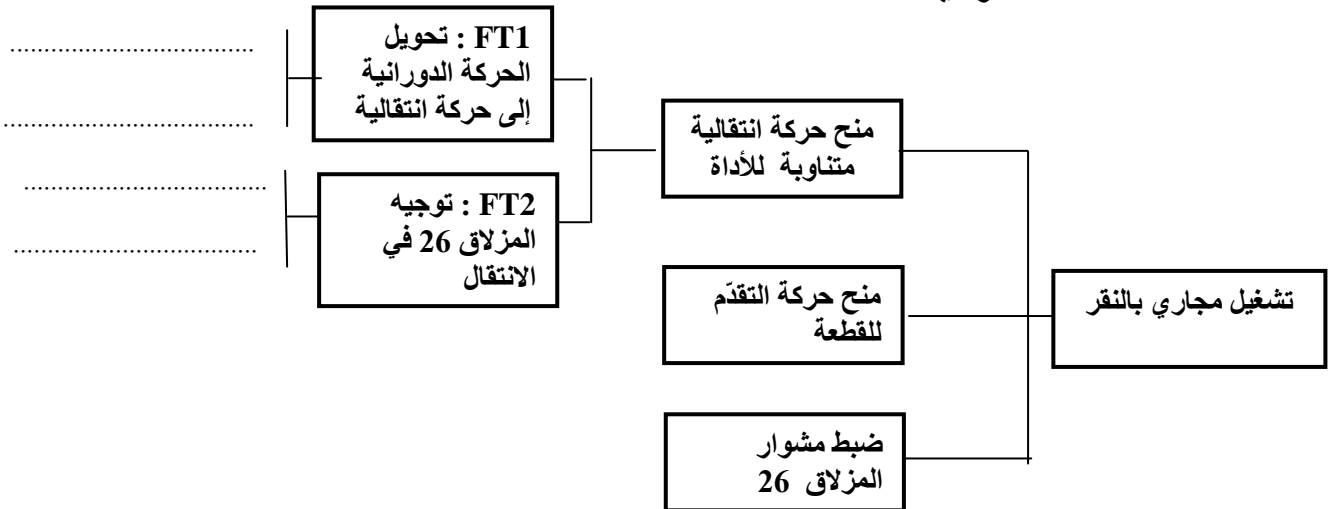 FT1 : تحويل
الحركة الدورانية
إلى حركة انتقالية
FT2 : توجيه
المزلاق 26 في
الانتقال
منح حركة انتقالية
متناوبة للأداة
منح حركة التقدّم
للقطعة
ضبط مشوار
المزلاق 26
تشغيل مجاري بالنقر